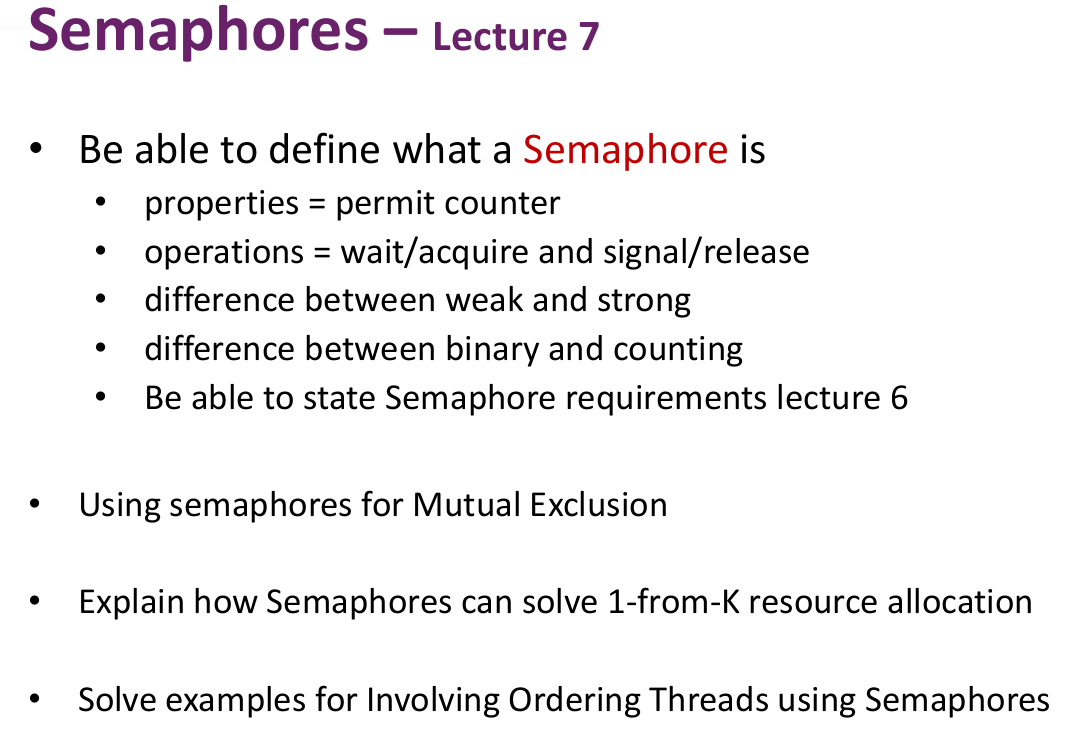 Semaphores – Lecture 7
• Be able to define what a Semaphore is
• properties = permit counter
• operations = wait/acquire and signal/release
• difference between weak and strong
• difference between binary and counting
• Be able to state Semaphore requirements lecture 6
• Using semaphores for Mutual Exclusion
• Explain how Semaphores can solve 1-from-K resource allocation
• Solve examples for Involving Ordering Threads using Semaphores